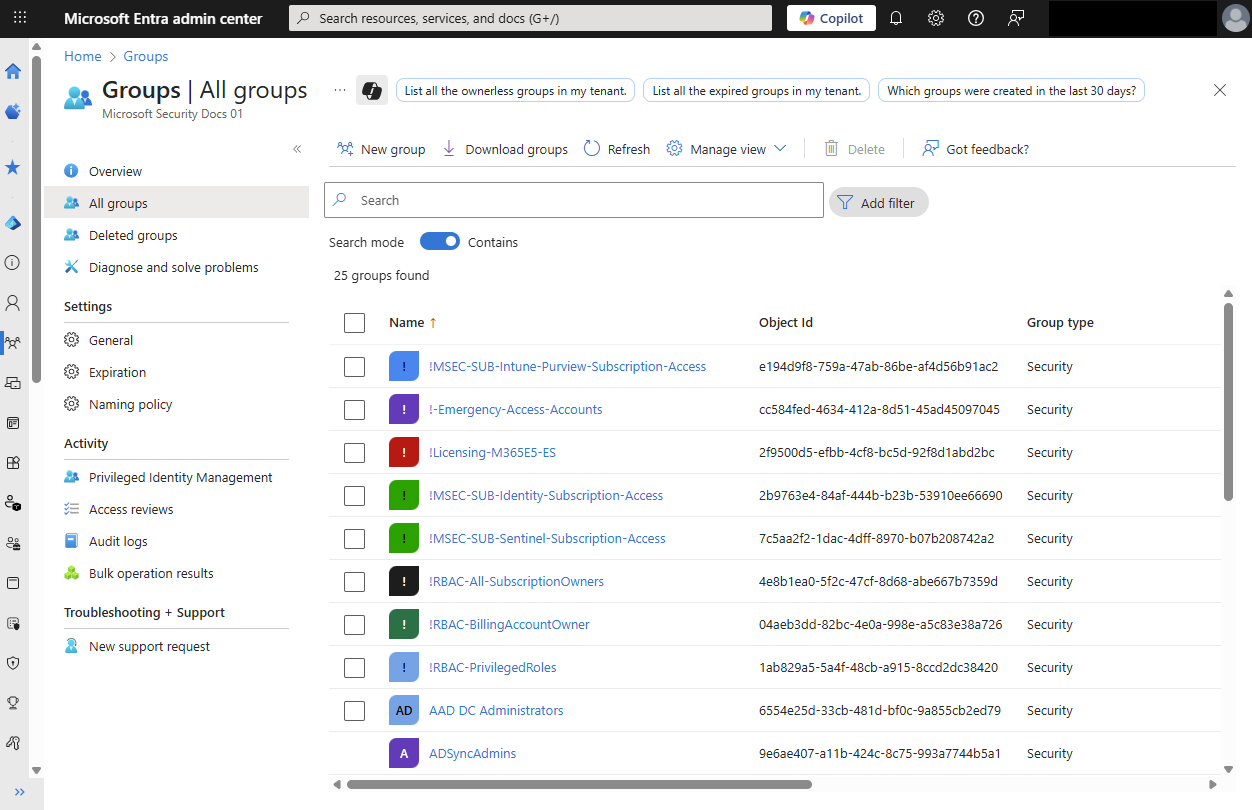 Microsoft Entra admin center
Search resources, services, and docs (G+/)
Copilot
Home > Groups
Groups | All groups
Microsoft Security Docs 01
List all the ownerless groups in my tenant.
List all the expired groups in my tenant.
Which groups were created in the last 30 days?
Overview
All groups
Deleted groups
Diagnose and solve problems
Settings
General
Expiration
Naming policy
Activity
Privileged Identity Management
Access reviews
Audit logs
Bulk operation results
Troubleshooting + Support
New support request
New group
Download groups
Refresh
Manage view
Delete
Got feedback?
Search
Add filter
Search mode
Contains
25 groups found
Name ↑ Object Id Group type
! !MSEC-SUB-Intune-Purview-Subscription-Access e194d9f8-759a-47ab-86be-af4d56b91ac2 Security
! !-Emergency-Access-Accounts cc584fed-4634-412a-8d51-45ad45097045 Security
! !Licensing-M365E5-ES 2f9500d5-efbb-4cf8-bc5d-92f8d1abd2bc Security
! !MSEC-SUB-Identity-Subscription-Access 2b9763e4-84af-444b-b23b-53910ee66690 Security
! !MSEC-SUB-Sentinel-Subscription-Access 7c5aa2f2-1dac-4dff-8970-b07b208742a2 Security
! !RBAC-All-SubscriptionOwners 4e8b1ea0-5f2c-47cf-8d68-abe667b7359d Security
! !RBAC-BillingAccountOwner 04aeb3dd-82bc-4e0a-998e-a5c83e38a726 Security
! !RBAC-PrivilegedRoles 1ab829a5-5a4f-48cb-a915-8ccd2dc38420 Security
AD AAD DC Administrators 6554e25d-33cb-481d-bf0c-9a855cb2ed79 Security
A ADSyncAdmins 9e6ae407-a11b-424c-8c75-993a7744b5a1 Security